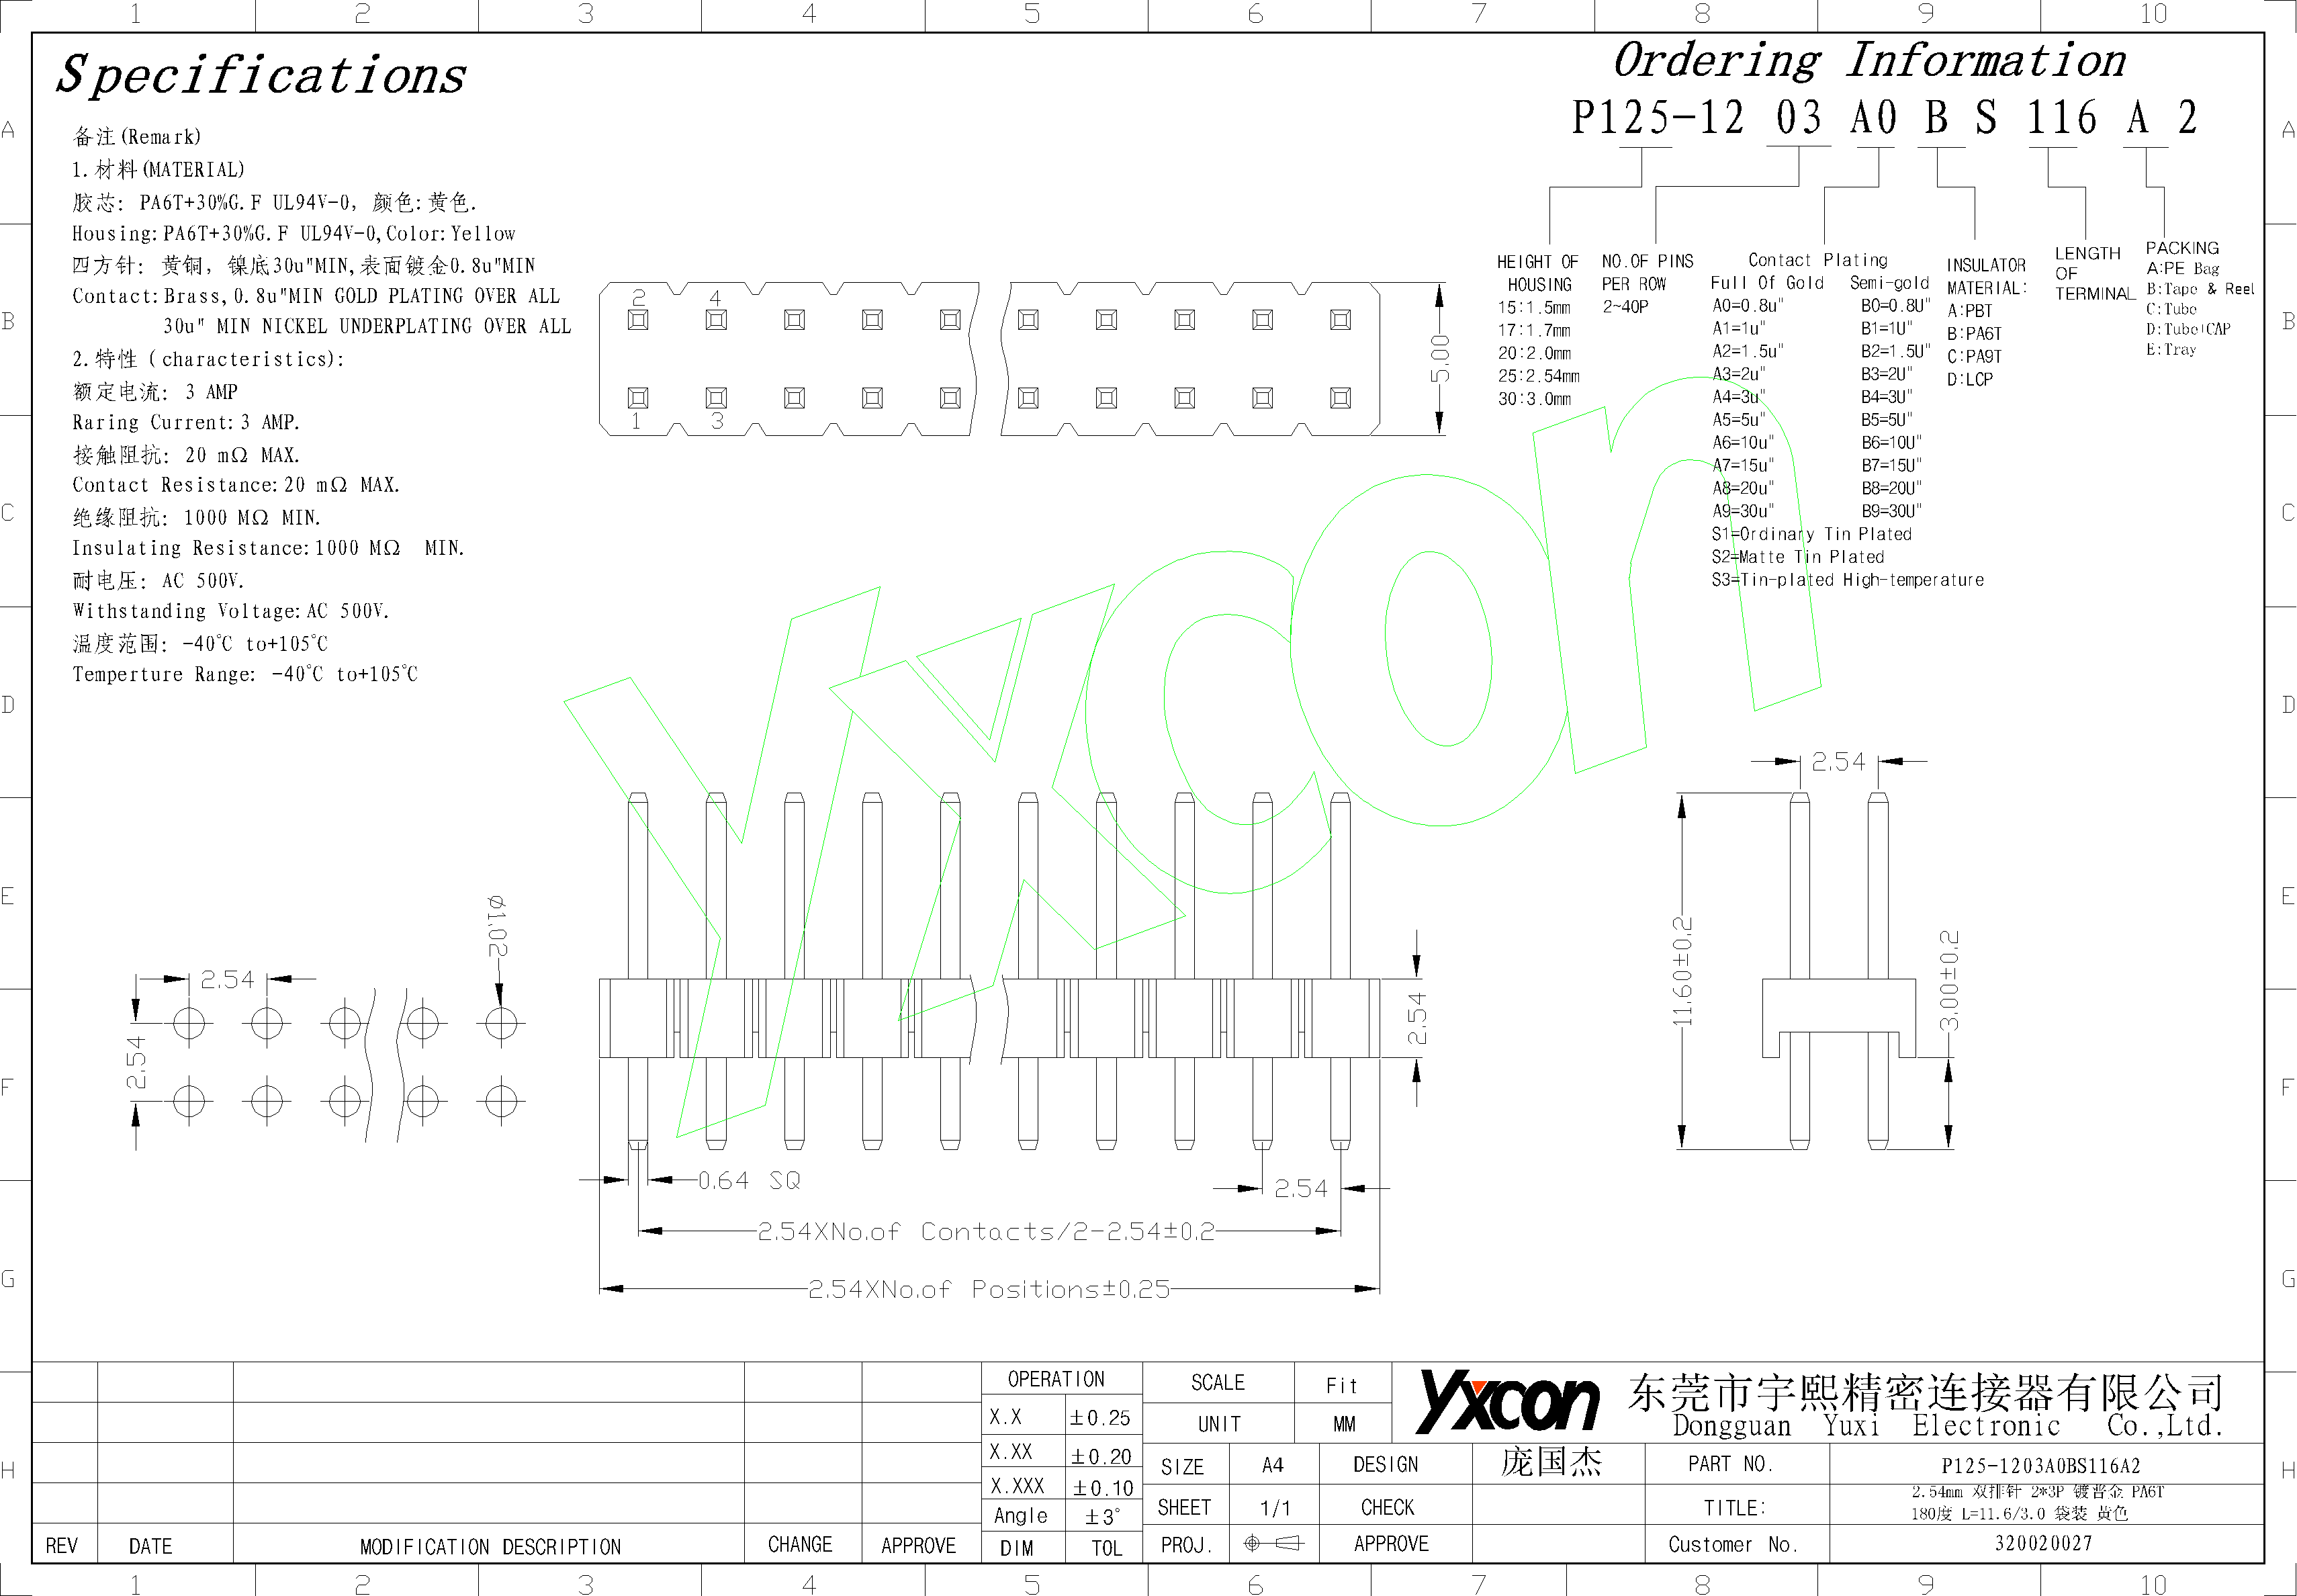 1 2 3 4 5 6 7 8 9 10
A B C D E F G H
Specifications
备注(Remark)
1.材料(MATERIAL)
胶芯: PA6T+30%G.F UL94V-0, 颜色:黄色.
Housing:PA6T+30%G.F UL94V-0,Color:Yellow
四方针: 黄铜, 镍底30u"MIN,表面镀金0.8u"MIN
Contact:Brass,0.8u"MIN GOLD PLATING OVER ALL
30u" MIN NICKEL UNDERPLATING OVER ALL
2.特性 (characteristics):
额定电流: 3 AMP
Raring Current:3 AMP.
接触阻抗: 20 mΩ MAX.
Contact Resistance:20 mΩ MAX.
绝缘阻抗: 1000 MΩ MIN.
Insulating Resistance:1000 MΩ MIN.
耐电压: AC 500V.
Withstanding Voltage:AC 500V.
温度范围: -40℃ to+105℃
Temperture Range: -40℃ to+105℃
Ordering Information
P125-12 03 A0 B S 116 A 2
HEIGHT OF
HOUSING
15:1.5mm
17:1.7mm
20:2.0mm
25:2.54mm
30:3.0mm
NO.OF PINS
PER ROW
2~40P
Contact Plating
Full Of Gold Semi-gold
A0=0.8u" B0=0.8U"
A1=1u" B1=1U"
A2=1.5u" B2=1.5U"
A3=2u" B3=2U"
A4=3u" B4=3U"
A5=5u" B5=5U"
A6=10u" B6=10U"
A7=15u" B7=15U"
A8=20u" B8=20U"
A9=30u" B9=30U"
S1=Ordinary Tin Plated
S2=Matte Tin Plated
S3=Tin-plated High-temperature
INSULATOR
MATERIAL:
A:PBT
B:PA6T
C:PA9T
D:LCP
LENGTH
OF
TERMINAL
PACKING
A:PE Bag
B:Tape & Reel
C:Tube
D:Tube+CAP
E:Tray
2 4
1 3
5.00
Yxcon
2.54
2.54
Ø1.02
2.54
0.64 SQ
2.54
2.54XNo.of Contacts/2-2.54±0.2
2.54XNo.of Positions±0.25
2.54
11.60±0.2
3.00±0.2
REV DATE MODIFICATION DESCRIPTION CHANGE APPROVE
OPERATION
X.X ±0.25
X.XX ±0.20
X.XXX ±0.10
Angle ±3°
DIM TOL
SCALE Fit
UNIT MM
SIZE A4 DESIGN 庞国杰
SHEET 1/1 CHECK
PROJ. APPROVE
Yxcon
东莞市宇熙精密连接器有限公司
Dongguan Yuxi Electronic Co.,Ltd.
PART NO. P125-1203A0BS116A2
TITLE: 2.54mm 双排针 2*3P 镀普金 PA6T
180度 L=11.6/3.0 袋装 黄色
Customer No. 320020027
A B C D E F G H
1 2 3 4 5 6 7 8 9 10